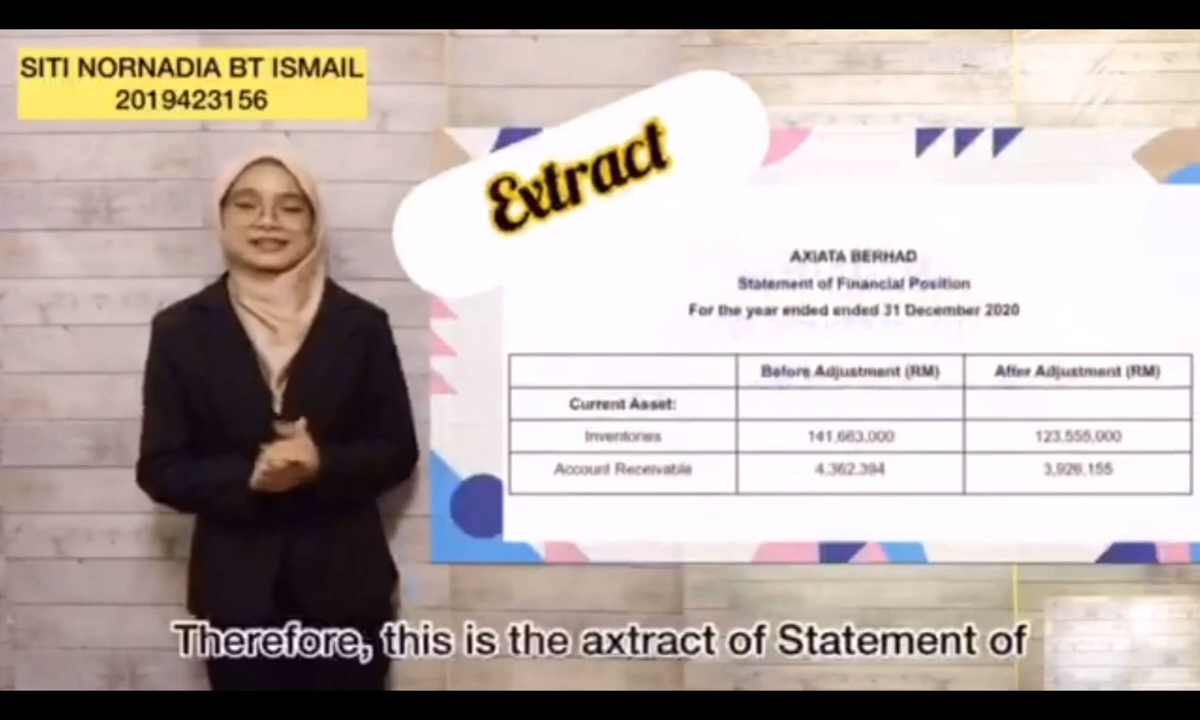 SITI NORNADIA BT ISMAIL
2019423156
Extract
AXIATA BERHAD
Statement of Financial Position
For the year ended ended 31 December 2020
Before Adjustment (RM) After Adjustment (RM)
Current Asset:
Inventories 141,663,000 123,555,000
Account Receivable 4,362,394 3,926,155
Therefore, this is the axtract of Statement of